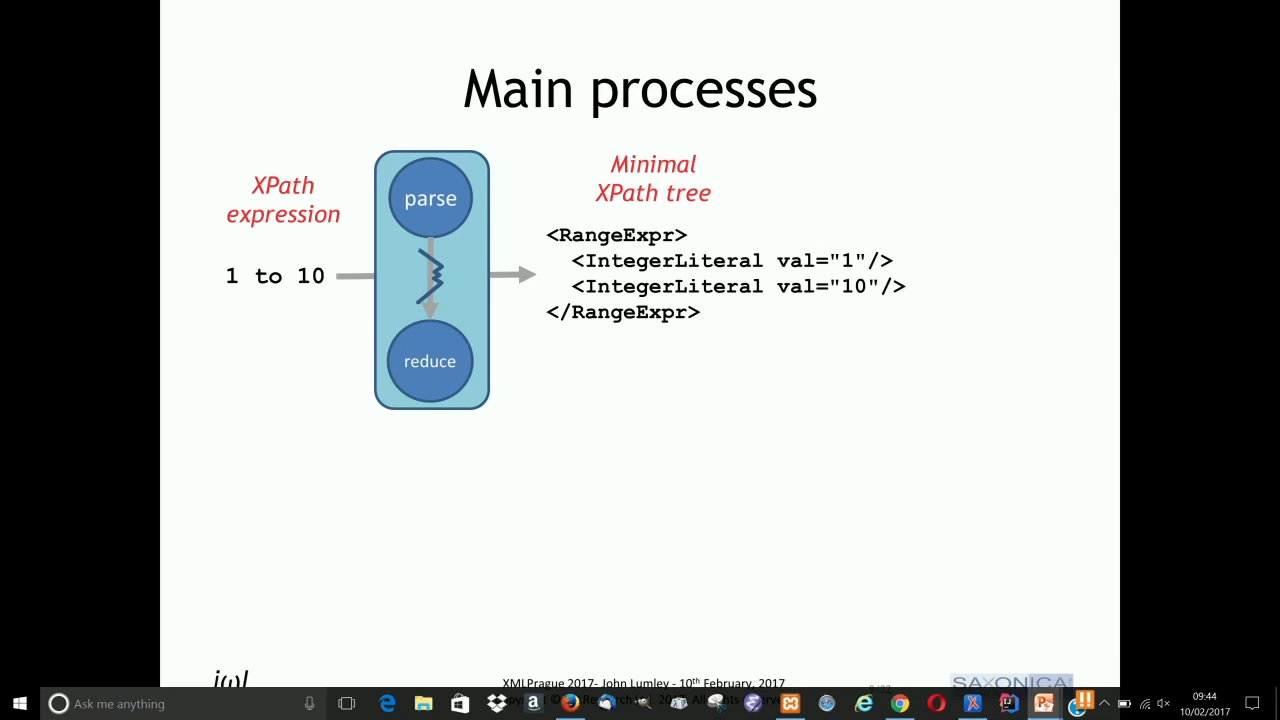 Main processes
XPath
expression
1 to 10
parse
reduce
Minimal
XPath tree
<RangeExpr>
  <IntegerLiteral val="1"/>
  <IntegerLiteral val="10"/>
</RangeExpr>
jωl
XMLPrague 2017– John Lumley - 10th February, 2017
SAXONICA
Ask me anything
09:44
10/02/2017